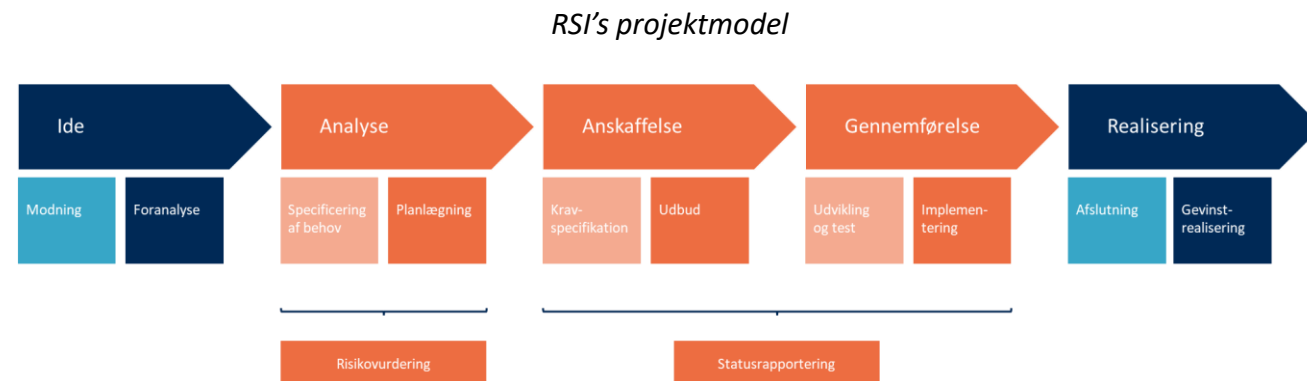 RSI's projektmodel
Ide
Analyse
Anskaffelse
Gennemførelse
Realisering
Modning
Foranalyse
Specificering
af behov
Planlægning
Krav-
specifikation
Udbud
Udvikling
og test
Implemen-
tering
Afslutning
Gevinst-
realisering
Risikovurdering
Statusrapportering